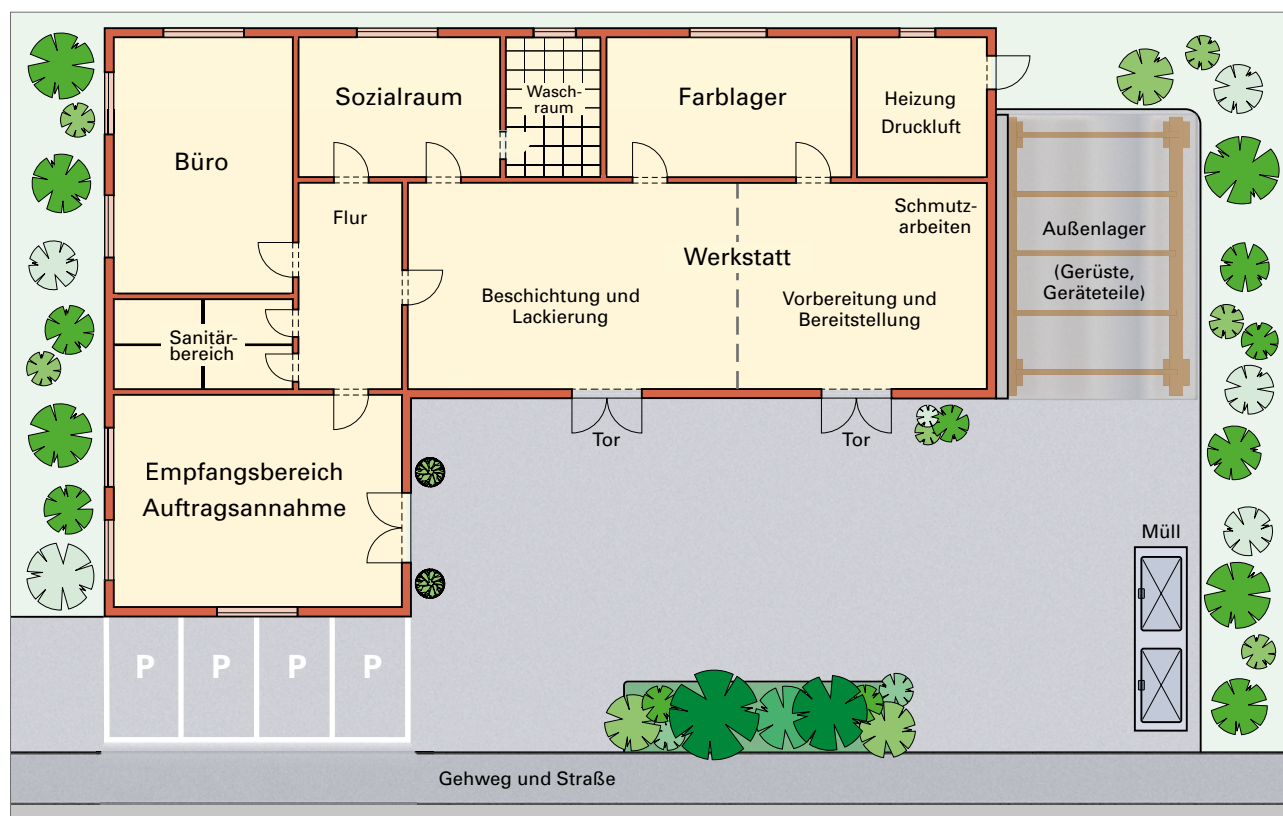 Büro
Sozialraum
Wasch-
raum
Farblager
Heizung
Druckluft
Flur
Schmutz-
arbeiten
Werkstatt
Beschichtung und
Lackierung
Vorbereitung und
Bereitstellung
Außenlager
(Gerüste,
Geräteteile)
Sanitär-
bereich
Tor
Tor
Empfangsbereich
Auftragsannahme
Müll
P
P
P
P
Gehweg und Straße